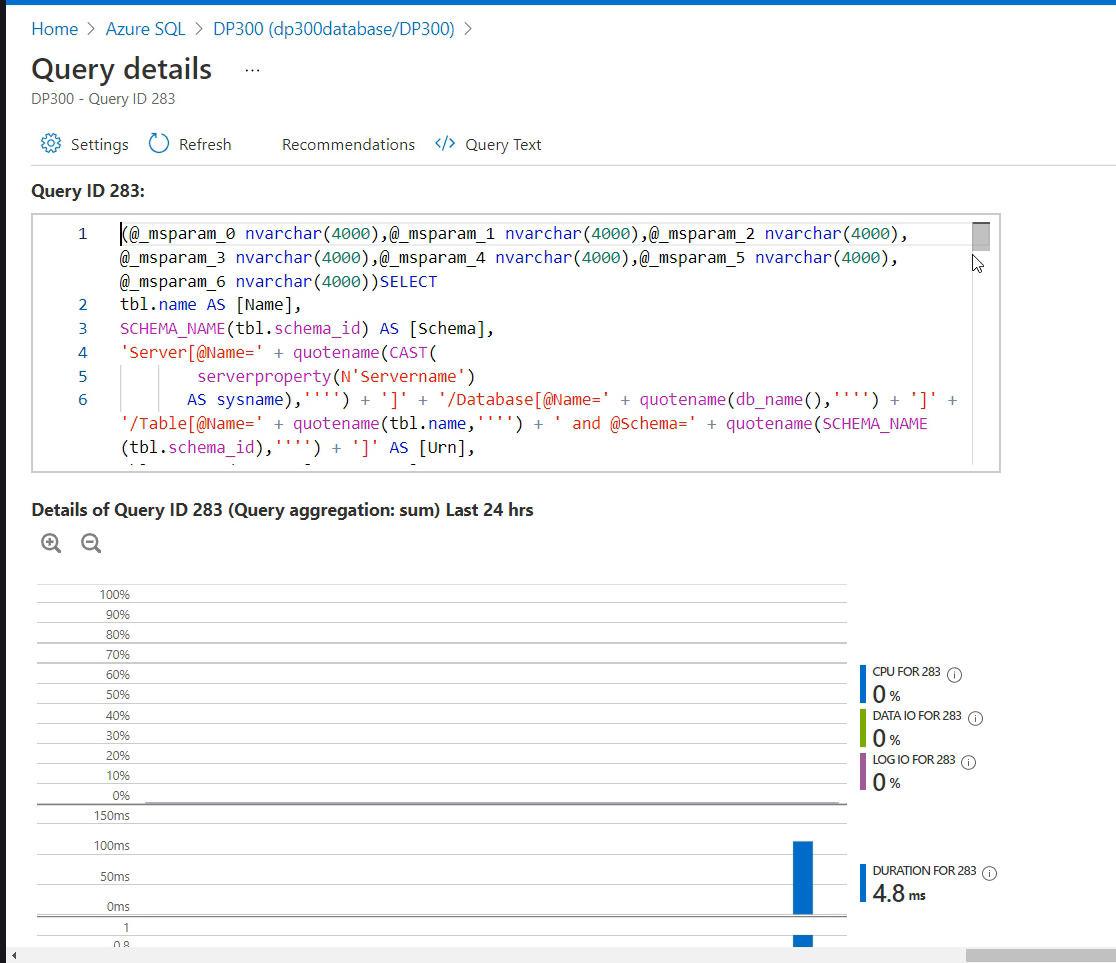 Home > Azure SQL > DP300 (dp300database/DP300) >
Query details ...
DP300 - Query ID 283
Settings Refresh Recommendations </> Query Text
Query ID 283:
1 (@_msparam_0 nvarchar(4000),@_msparam_1 nvarchar(4000),@_msparam_2 nvarchar(4000),
@_msparam_3 nvarchar(4000),@_msparam_4 nvarchar(4000),@_msparam_5 nvarchar(4000),
@_msparam_6 nvarchar(4000))SELECT
2 tbl.name AS [Name],
3 SCHEMA_NAME(tbl.schema_id) AS [Schema],
4 'Server[@Name=' + quotename(CAST(
5 serverproperty(N'Servername')
6 AS sysname),'''') + ']' + '/Database[@Name=' + quotename(db_name(),'''') + ']' +
'/Table[@Name=' + quotename(tbl.name,'''') + ' and @Schema=' + quotename(SCHEMA_NAME
(tbl.schema_id),'''') + ']' AS [Urn],
Details of Query ID 283 (Query aggregation: sum) Last 24 hrs
100%
90%
80%
70%
60%
50%
40%
30%
20%
10%
0%
CPU FOR 283
0 %
DATA IO FOR 283
0 %
LOG IO FOR 283
0 %
150ms
100ms
50ms
0ms
DURATION FOR 283
4.8 ms
1
0.8